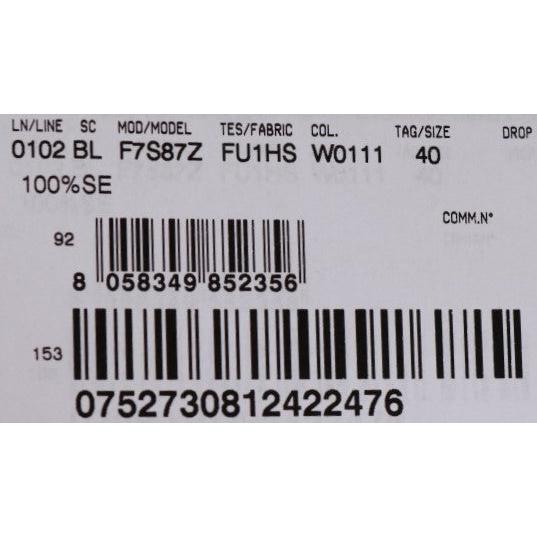 LN/LINE SC MOD/MODEL TES/FABRIC COL. TAG/SIZE DROP
0102 BL F7S87Z FU1HS W0111 40
100%SE
COMM.N°
92
8 058349 852356
153
0752730812422476